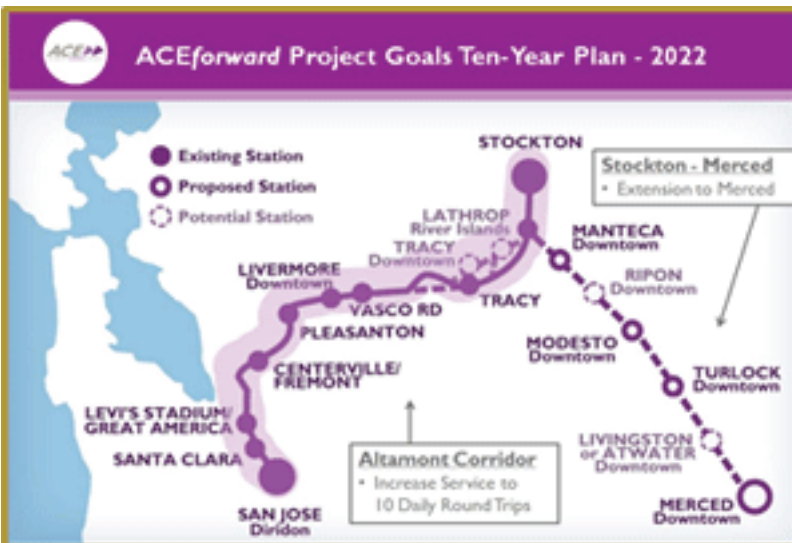 ACE
ACEforward Project Goals Ten-Year Plan - 2022
Existing Station
Proposed Station
Potential Station
STOCKTON
Stockton - Merced
• Extension to Merced
LATHROP
River Islands
TRACY
Downtown
MANTECA
Downtown
LIVERMORE
Downtown
RIPON
Downtown
VASCO RD
TRACY
PLEASANTON
MODESTO
Downtown
CENTERVILLE/
FREMONT
TURLOCK
Downtown
LEVI'S STADIUM/
GREAT AMERICA
LIVINGSTON
or ATWATER
Downtown
SANTA CLARA
Altamont Corridor
• Increase Service to
10 Daily Round Trips
SAN JOSE
Diridon
MERCED
Downtown